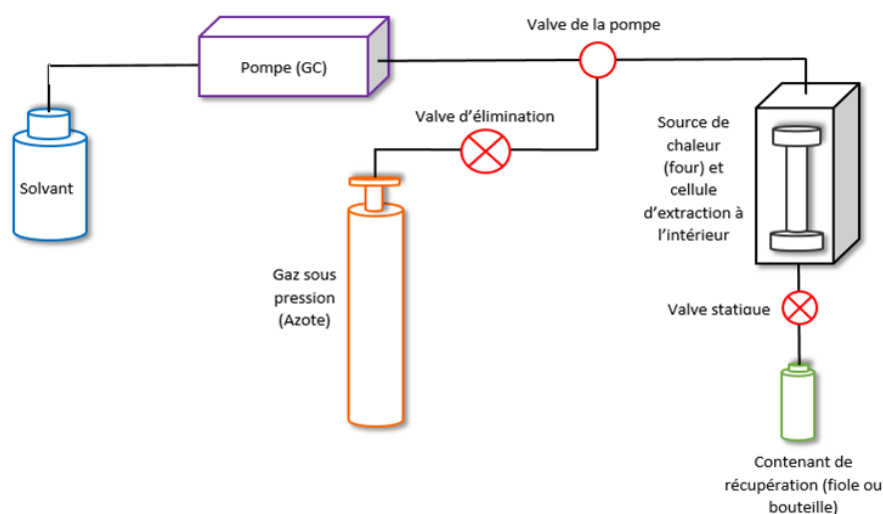 Valve de la pompe
Pompe (GC)
Valve d'élimination
Solvant
Source de
chaleur
(four) et
cellule
d'extraction à
l'intérieur
Gaz sous
pression
(Azote)
Valve statique
Contenant de
récupération (fiole ou
bouteille)